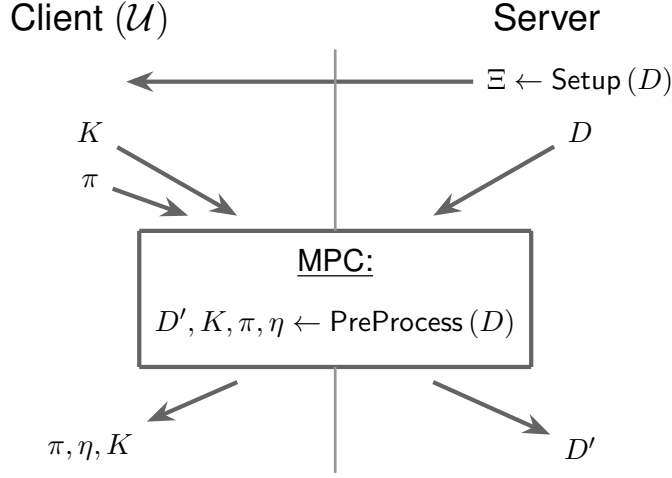 Client (𝒰) Server
Ξ ← Setup (D)
K D
π
MPC:
D′, K, π, η ← PreProcess (D)
π, η, K D′